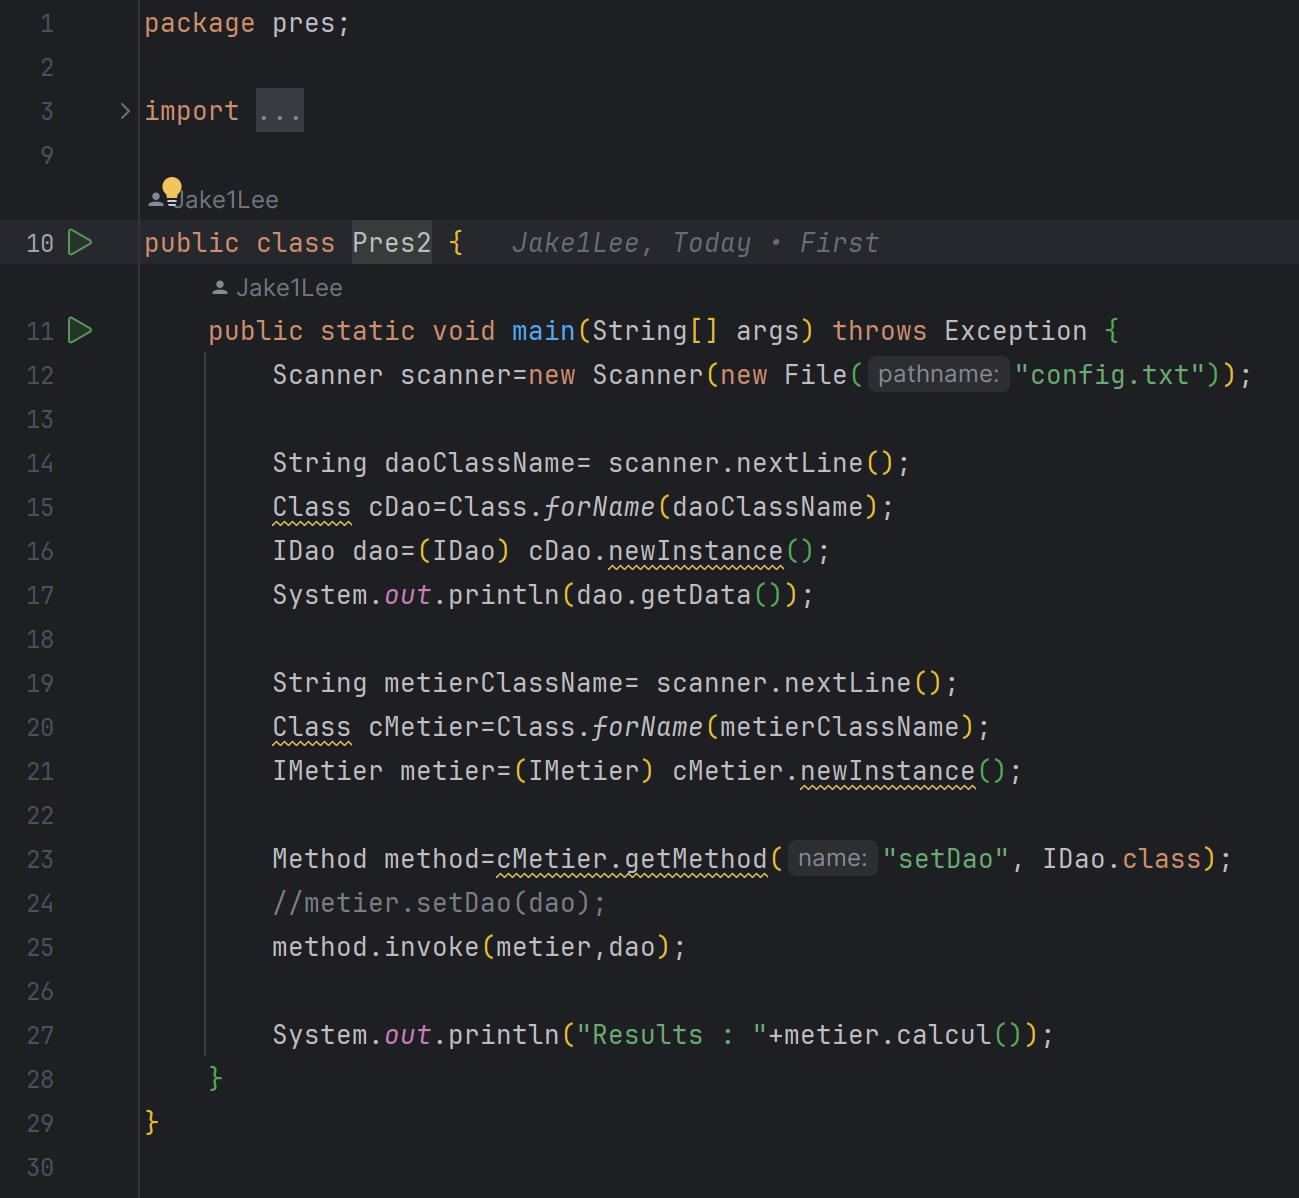 1 package pres;
2
3 import ...
9
Jake1Lee
10 public class Pres2 { Jake1Lee, Today • First
Jake1Lee
11 public static void main(String[] args) throws Exception {
12 Scanner scanner=new Scanner(new File( pathname: "config.txt"));
13
14 String daoClassName= scanner.nextLine();
15 Class cDao=Class.forName(daoClassName);
16 IDao dao=(IDao) cDao.newInstance();
17 System.out.println(dao.getData());
18
19 String metierClassName= scanner.nextLine();
20 Class cMetier=Class.forName(metierClassName);
21 IMetier metier=(IMetier) cMetier.newInstance();
22
23 Method method=cMetier.getMethod( name: "setDao", IDao.class);
24 //metier.setDao(dao);
25 method.invoke(metier,dao);
26
27 System.out.println("Results : "+metier.calcul());
28 }
29 }
30